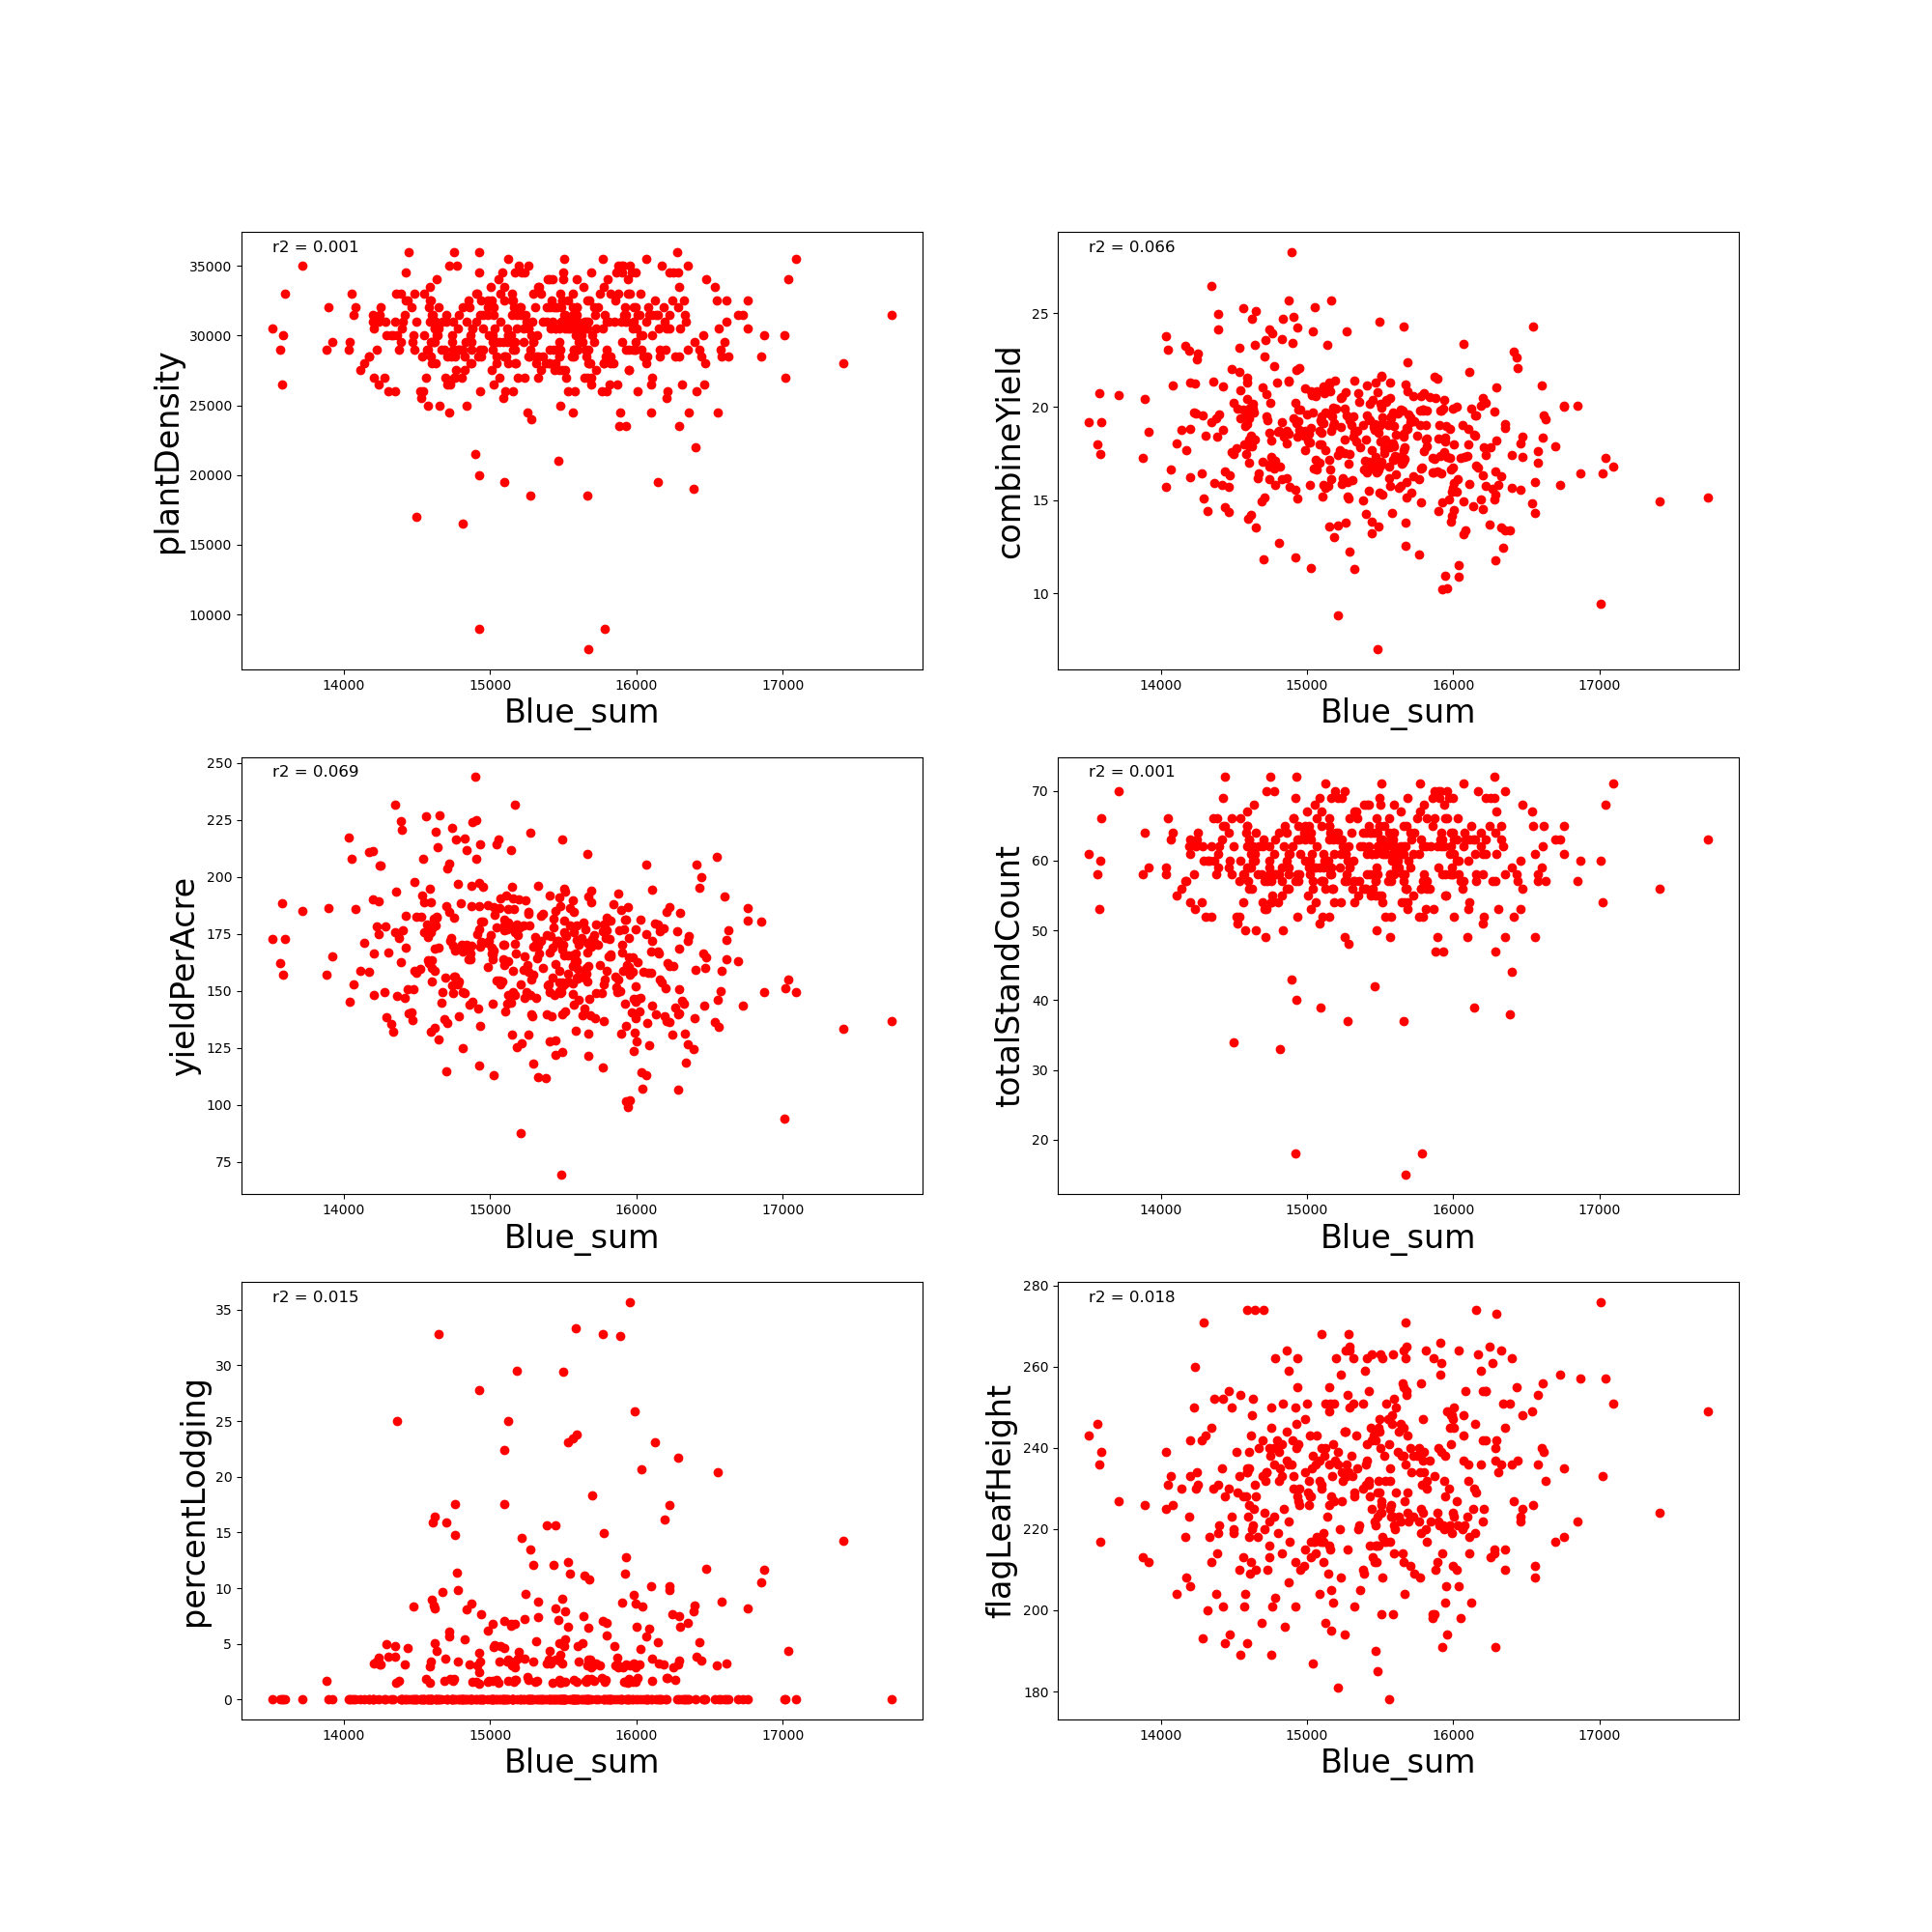 r2 = 0.001
35000
30000
25000
20000
15000
10000
plantDensity
14000 15000 16000 17000
Blue_sum
r2 = 0.066
25
20
15
10
combineYield
14000 15000 16000 17000
Blue_sum
r2 = 0.069
250
225
200
175
150
125
100
75
yieldPerAcre
14000 15000 16000 17000
Blue_sum
r2 = 0.001
70
60
50
40
30
20
totalStandCount
14000 15000 16000 17000
Blue_sum
r2 = 0.015
35
30
25
20
15
10
5
0
percentLodging
14000 15000 16000 17000
Blue_sum
r2 = 0.018
280
260
240
220
200
180
flagLeafHeight
14000 15000 16000 17000
Blue_sum